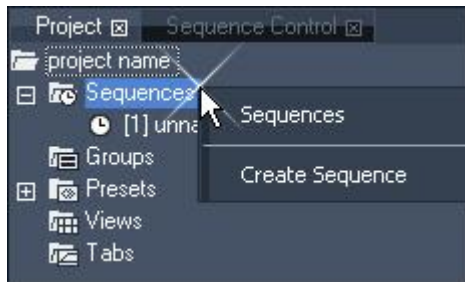 Project Sequence Control
project name
Sequences
Sequences
[1] unna
Groups
Create Sequence
Presets
Views
Tabs